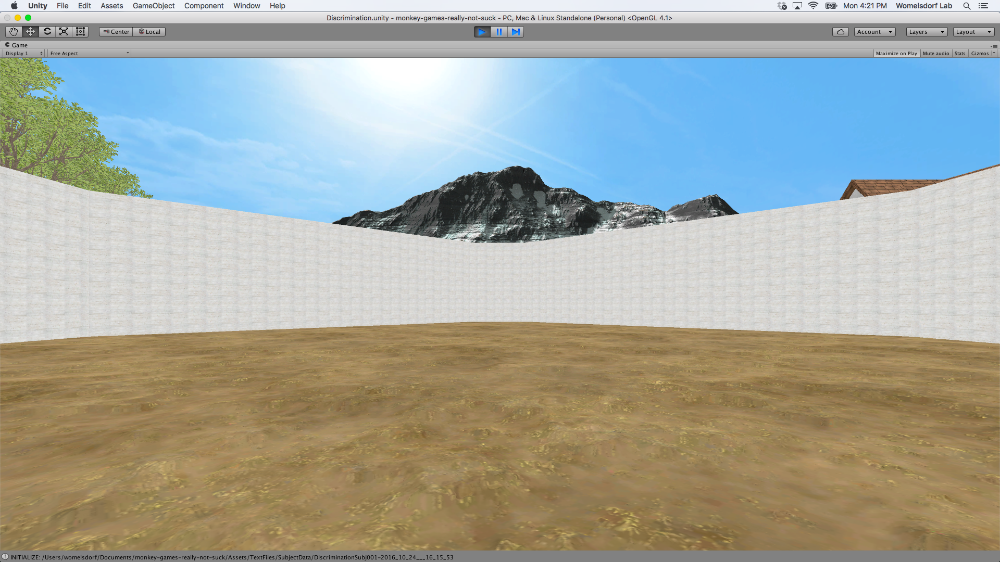 Unity File Edit Assets GameObject Component Window Help Mon 4:21 PM Womelsdorf Lab
Discrimination.unity - monkey-games-really-not-suck - PC, Mac & Linux Standalone (Personal) <OpenGL 4.1>
Center Local Account Layers Layout
Game
Display 1 Free Aspect Maximize on Play Mute audio Stats Gizmos
INITIALIZE: /Users/womelsdorf/Documents/monkey-games-really-not-suck/Assets/TextFiles/SubjectData/DiscriminationSubj001-2016_10_24___16_15_53